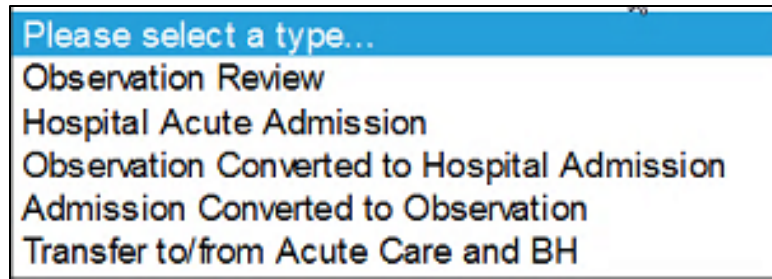 Please select a type...
Observation Review
Hospital Acute Admission
Observation Converted to Hospital Admission
Admission Converted to Observation
Transfer to/from Acute Care and BH